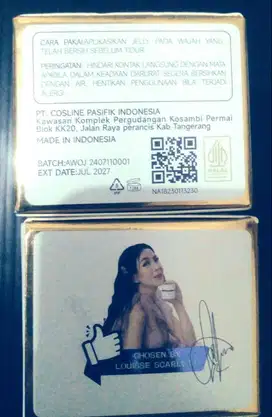 CARA PAKAI:APLIKASIKAN JELLY PADA WAJAH YANG
TELAH BERSIH SEBELUM TIDUR.
PERINGATAN: HINDARI KONTAK LANGSUNG DENGAN MATA
APABILA DALAM KEADAAN DARURAT SEGERA BERSIHKAN
DENGAN AIR. HENTIKAN PENGGUNAAN BILA TERJADI
ALERGI.
PT. COSLINE PASIFIK INDONESIA
Kawasan Komplek Pergudangan Kosambi Permai
Blok KK20, Jalan Raya perancis Kab Tangerang
MADE IN INDONESIA
BATCH:AWOJ 2407110001
EXT DATE:JUL 2027
NA18230113230
CHOSEN BY
LOUISSE SCARLETT